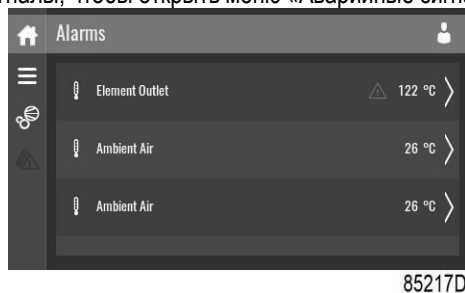 Alarms
Element Outlet 122 °C
Ambient Air 26 °C
Ambient Air 26 °C
85217D